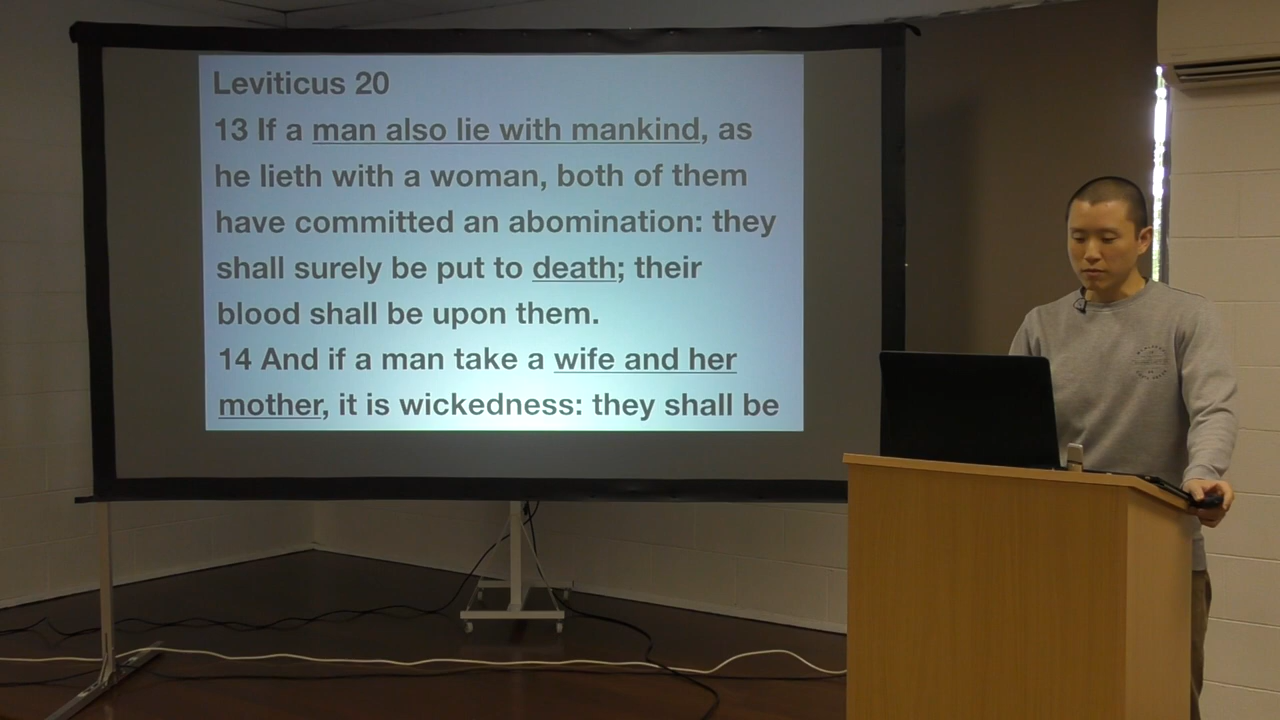 Leviticus 20
13 If a man also lie with mankind, as
he lieth with a woman, both of them
have committed an abomination: they
shall surely be put to death; their
blood shall be upon them.
14 And if a man take a wife and her
mother, it is wickedness: they shall be